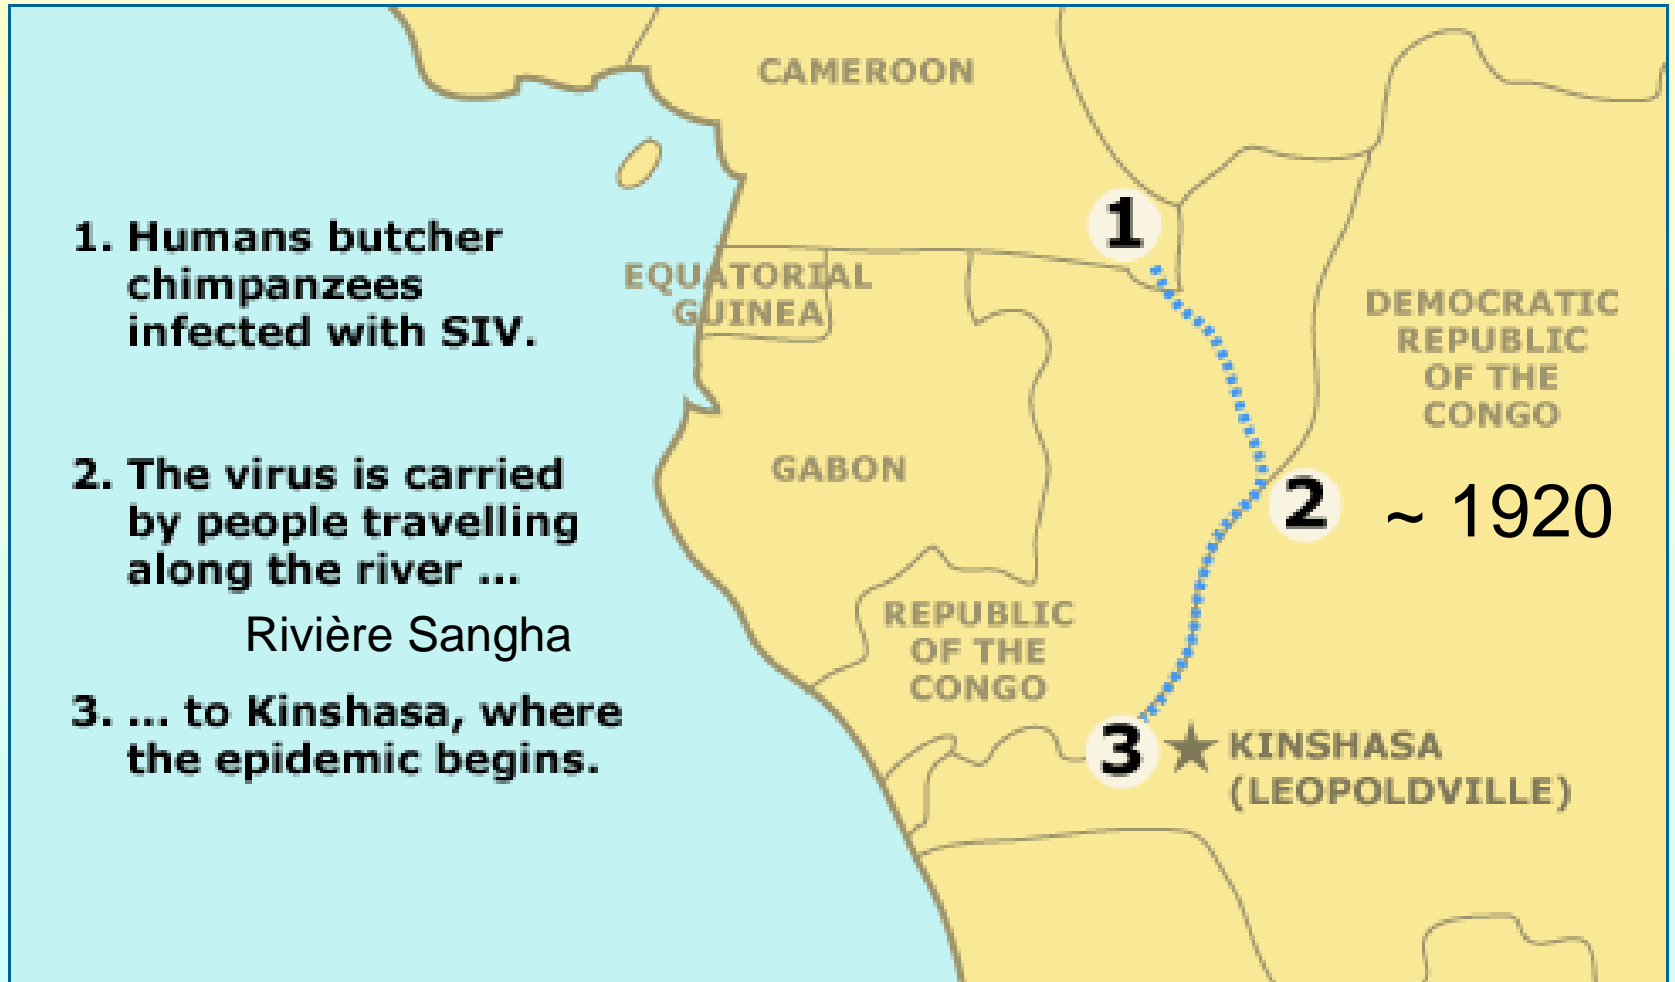 1. Humans butcher
chimpanzees
infected with SIV.
2. The virus is carried
by people travelling
along the river ...
Rivière Sangha
3. ... to Kinshasa, where
the epidemic begins.
CAMEROON
1
EQUATORIAL
GUINEA
DEMOCRATIC
REPUBLIC
OF THE
CONGO
GABON
2 ~ 1920
REPUBLIC
OF THE
CONGO
3
KINSHASA
(LEOPOLDVILLE)